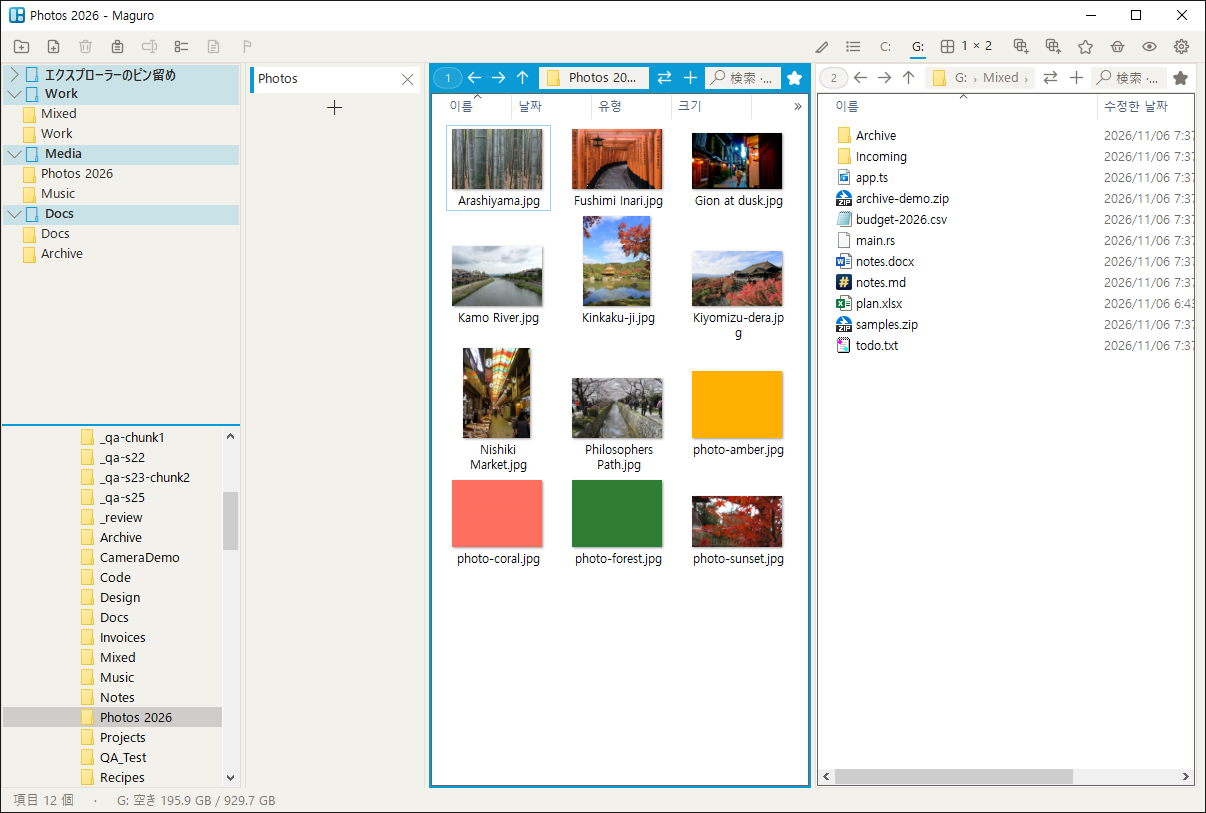 Photos 2026 - Maguro
C:
G:
1 × 2
エクスプローラーのピン留め
Work
Mixed
Work
Media
Photos 2026
Music
Docs
Docs
Archive
_qa-chunk1
_qa-s22
_qa-s23-chunk2
_qa-s25
_review
Archive
CameraDemo
Code
Design
Docs
Invoices
Mixed
Music
Notes
Photos 2026
Projects
QA_Test
Recipes
Photos
1
Photos 20...
検索 ·...
이름
날짜
유형
크기
»
Arashiyama.jpg
Fushimi Inari.jpg
Gion at dusk.jpg
Kamo River.jpg
Kinkaku-ji.jpg
Kiyomizu-dera.jp
g
Nishiki
Market.jpg
Philosophers
Path.jpg
photo-amber.jpg
photo-coral.jpg
photo-forest.jpg
photo-sunset.jpg
2
G: › Mixed ›
検索 ·...
이름
수정한 날짜
Archive 2026/11/06 7:37
Incoming 2026/11/06 7:37
app.ts 2026/11/06 7:37
archive-demo.zip 2026/11/06 7:37
budget-2026.csv 2026/11/06 7:37
main.rs 2026/11/06 7:37
notes.docx 2026/11/06 7:37
notes.md 2026/11/06 7:37
plan.xlsx 2026/11/06 6:43
samples.zip 2026/11/06 7:37
todo.txt 2026/11/06 7:37
項目 12 個 · G: 空き 195.9 GB / 929.7 GB